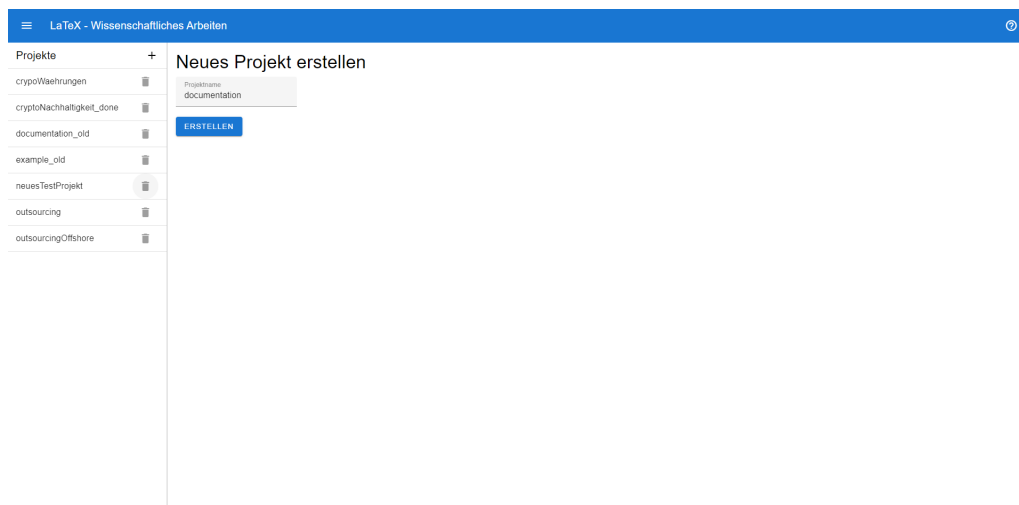 LaTeX - Wissenschaftliches Arbeiten
Projekte +
Neues Projekt erstellen
Projektname
documentation
ERSTELLEN
crypoWaehrungen
cryptoNachhaltigkeit_done
documentation_old
example_old
neuesTestProjekt
outsourcing
outsourcingOffshore